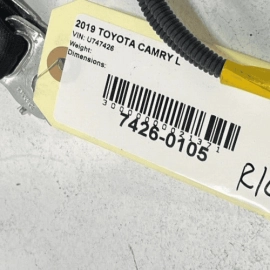 2019 TOYOTA CAMRY L
VIN: U747426
Weight:
Dimensions:
7426-0105